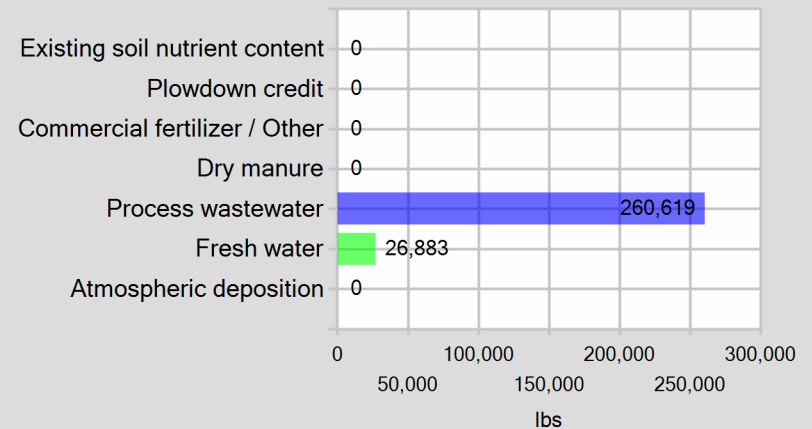 Existing soil nutrient content 0
Plowdown credit 0
Commercial fertilizer / Other 0
Dry manure 0
Process wastewater 260,619
Fresh water 26,883
Atmospheric deposition 0
0 100,000 200,000 300,000
50,000 150,000 250,000
lbs